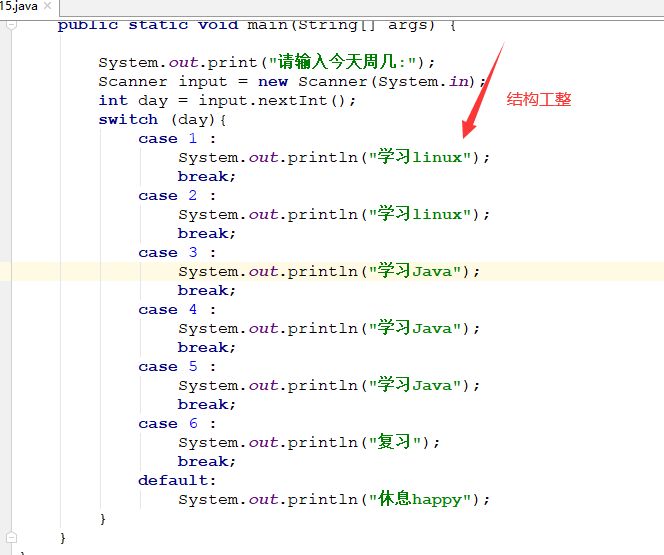 15.java
public static void main(String[] args) {
System.out.print("请输入今天周几:");
Scanner input = new Scanner(System.in);
int day = input.nextInt();
结构工整
switch (day){
case 1 :
System.out.println("学习linux");
break;
case 2 :
System.out.println("学习linux");
break;
case 3 :
System.out.println("学习Java");
break;
case 4 :
System.out.println("学习Java");
break;
case 5 :
System.out.println("学习Java");
break;
case 6 :
System.out.println("复习");
break;
default:
System.out.println("休息happy");
}
}